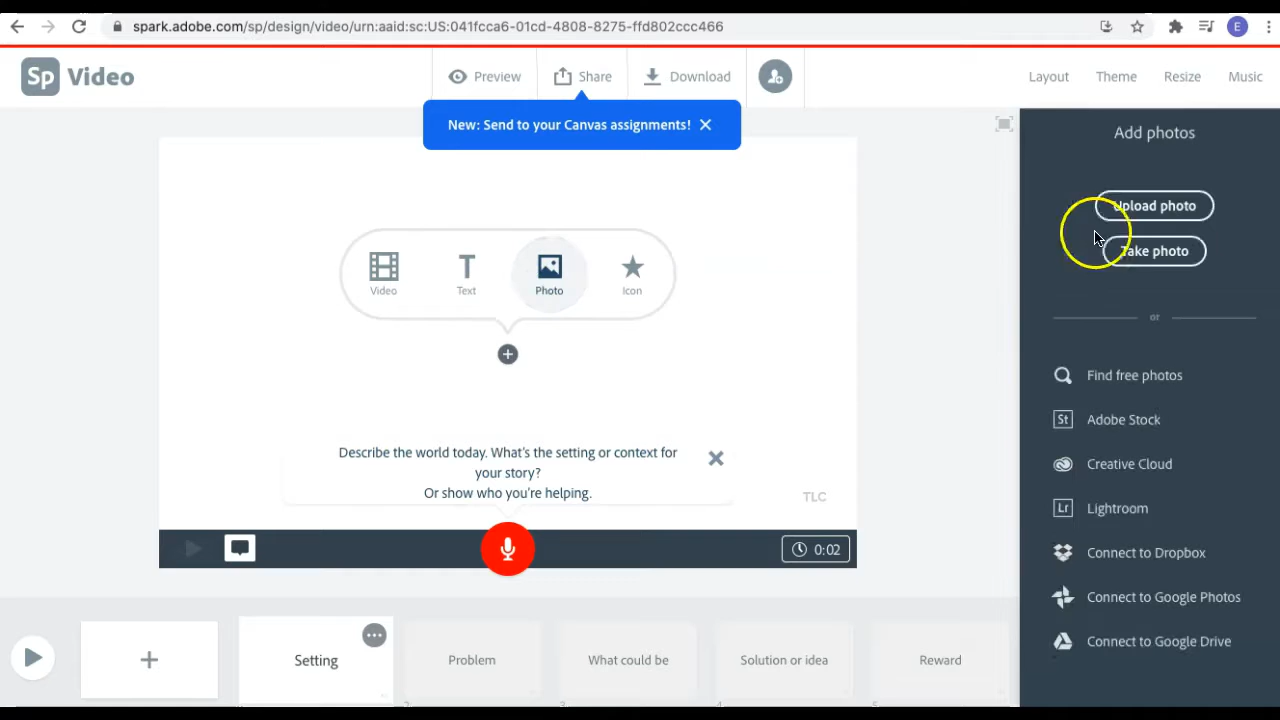 spark.adobe.com/sp/design/video/urn:aaid:sc:US:041fcca6-01cd-4808-8275-ffd802ccc466
E
Sp Video
Preview
Share
Download
Layout
Theme
Resize
Music
New: Send to your Canvas assignments!
Add photos
Upload photo
Take photo
or
Video
Text
Photo
Icon
Find free photos
St Adobe Stock
Creative Cloud
Lr Lightroom
Connect to Dropbox
Connect to Google Photos
Connect to Google Drive
Describe the world today. What's the setting or context for
your story?
Or show who you're helping.
TLC
0:02
Setting
Problem
What could be
Solution or idea
Reward